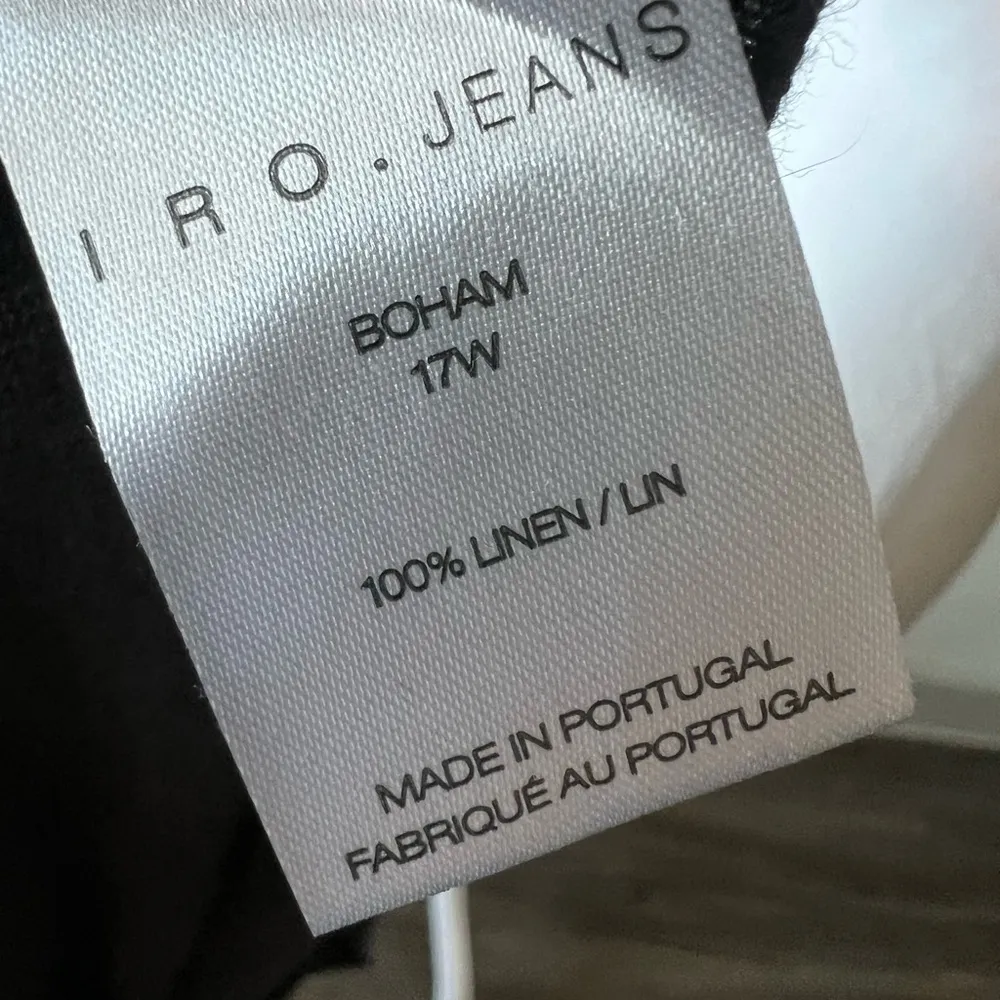 IRO.JEANS
BOHAM
17W
100% LINEN / LIN
MADE IN PORTUGAL
FABRIQUÉ AU PORTUGAL